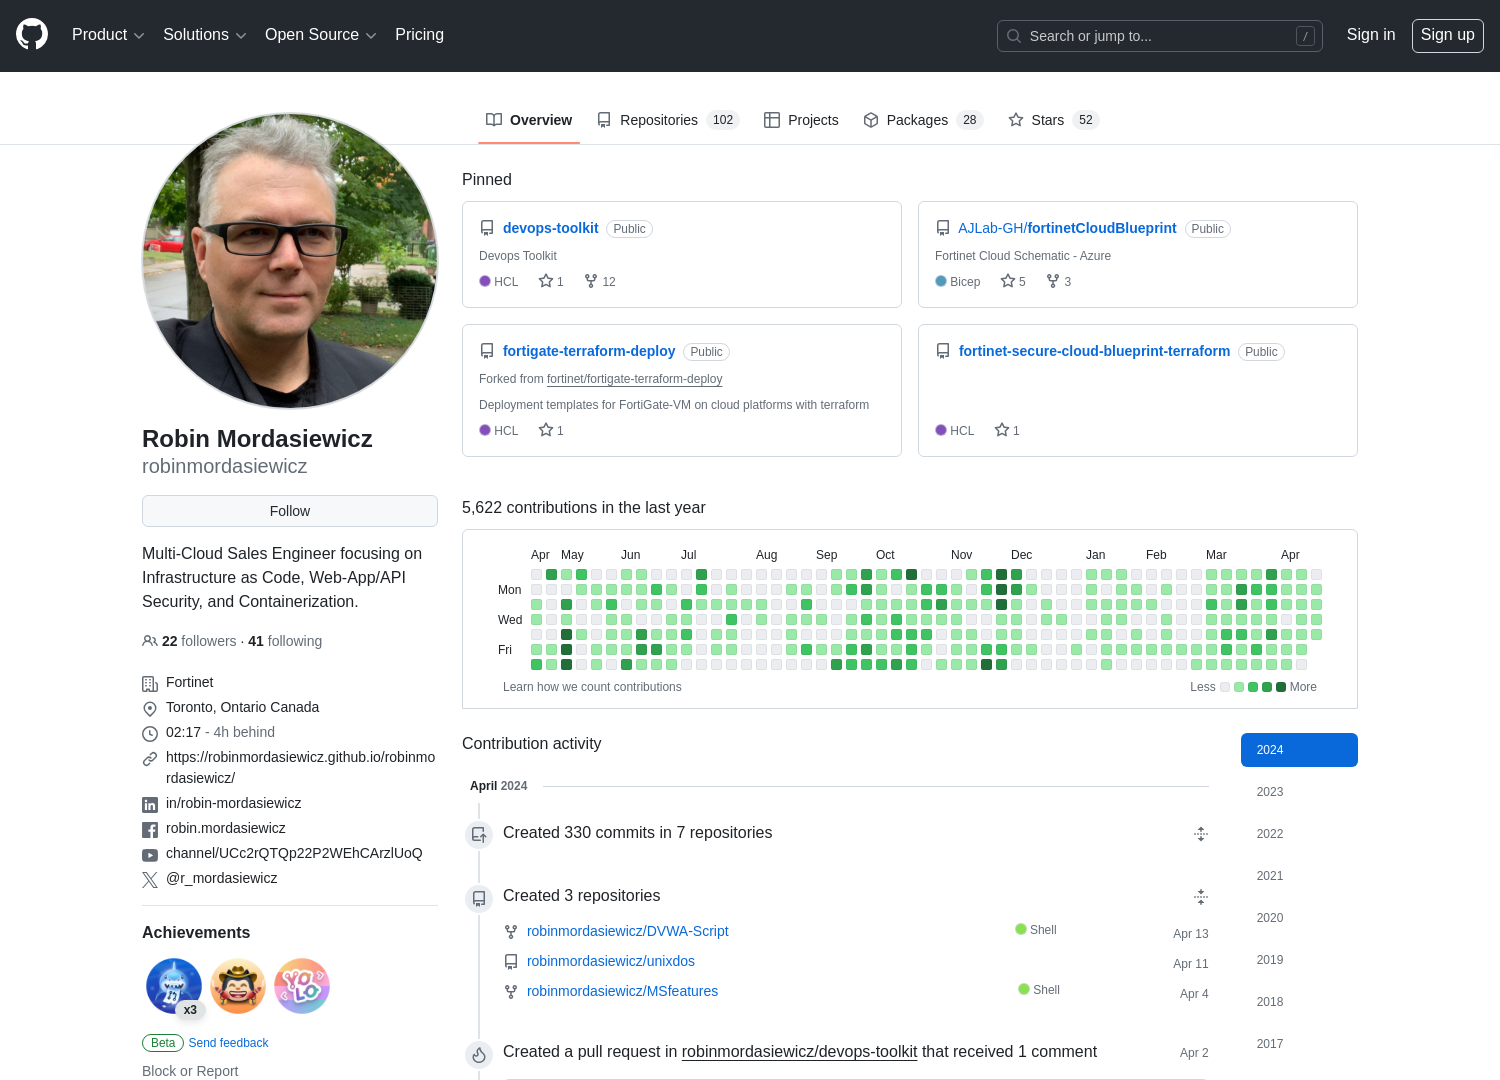 Product
Solutions
Open Source
Pricing
Search or jump to...
/
Sign in
Sign up
Overview
Repositories 102
Projects
Packages 28
Stars 52
Robin Mordasiewicz
robinmordasiewicz
Follow
Multi-Cloud Sales Engineer focusing on
Infrastructure as Code, Web-App/API
Security, and Containerization.
22 followers · 41 following
Fortinet
Toronto, Ontario Canada
02:17 - 4h behind
https://robinmordasiewicz.github.io/robinmo
rdasiewicz/
in/robin-mordasiewicz
robin.mordasiewicz
channel/UCc2rQTQp22P2WEhCArzlUoQ
@r_mordasiewicz
Achievements
x3
YOLO
Beta Send feedback
Block or Report
Pinned
devops-toolkit Public
Devops Toolkit
HCL 1 12
AJLab-GH/fortinetCloudBlueprint Public
Fortinet Cloud Schematic - Azure
Bicep 5 3
fortigate-terraform-deploy Public
Forked from fortinet/fortigate-terraform-deploy
Deployment templates for FortiGate-VM on cloud platforms with terraform
HCL 1
fortinet-secure-cloud-blueprint-terraform Public
HCL 1
5,622 contributions in the last year
Apr May Jun Jul Aug Sep Oct Nov Dec Jan Feb Mar Apr
Mon
Wed
Fri
Learn how we count contributions
Less More
Contribution activity
April 2024
Created 330 commits in 7 repositories
Created 3 repositories
robinmordasiewicz/DVWA-Script Shell Apr 13
robinmordasiewicz/unixdos Apr 11
robinmordasiewicz/MSfeatures Shell Apr 4
Created a pull request in robinmordasiewicz/devops-toolkit that received 1 comment Apr 2
2024
2023
2022
2021
2020
2019
2018
2017